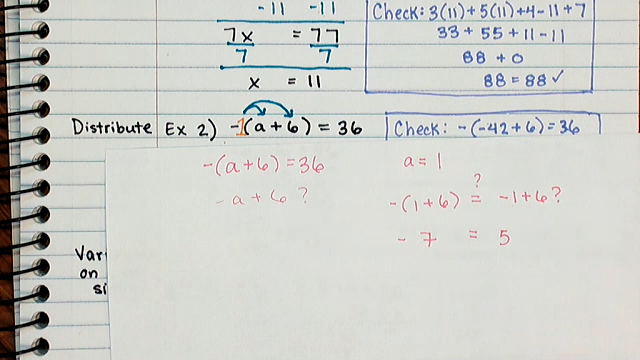 -11 -11
7x = 77
7 7
x = 11
Check: 3(11)+5(11)+4-11+7
33 + 55 + 11 - 11
88 + 0
88 = 88 ✓
Distribute Ex 2) -1(a+6) = 36
Check: -(-42+6) = 36
-(a+6) = 36
-a + 6 ?
a = 1
?
-(1+6) = -1+6?
-7 = 5
Var
on
si